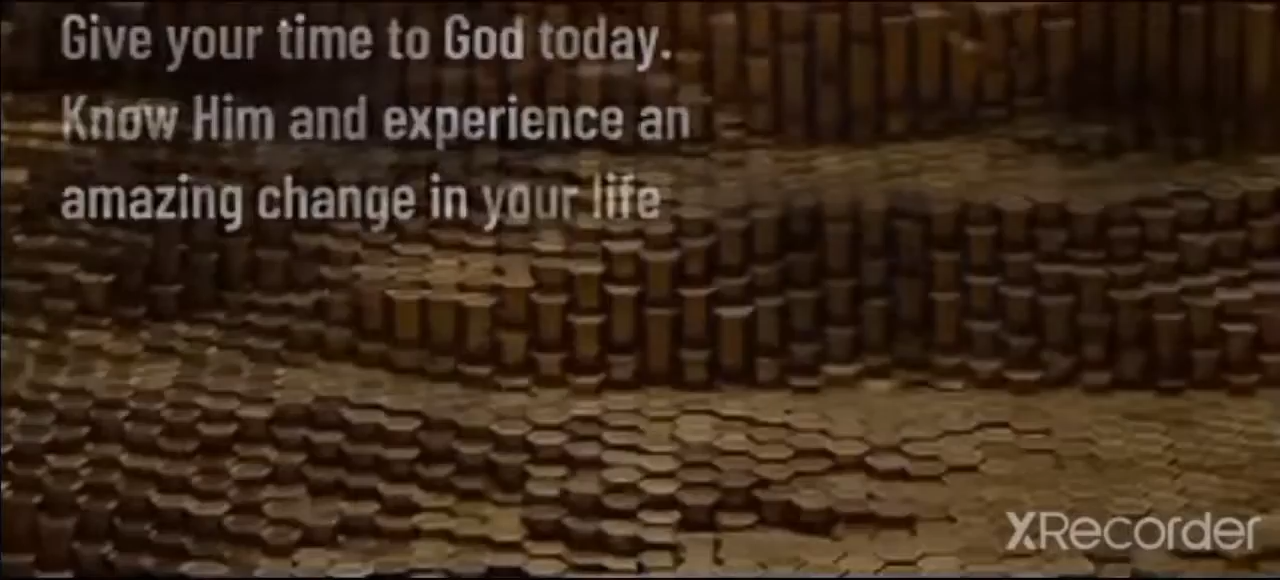 Give your time to God today.
Know Him and experience an
amazing change in your life
XRecorder